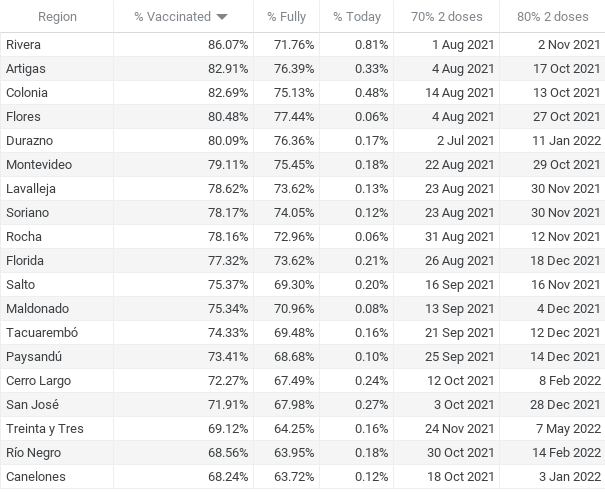 Region % Vaccinated % Fully % Today 70% 2 doses 80% 2 doses
Rivera 86.07% 71.76% 0.81% 1 Aug 2021 2 Nov 2021
Artigas 82.91% 76.39% 0.33% 4 Aug 2021 17 Oct 2021
Colonia 82.69% 75.13% 0.48% 14 Aug 2021 13 Oct 2021
Flores 80.48% 77.44% 0.06% 4 Aug 2021 27 Oct 2021
Durazno 80.09% 76.36% 0.17% 2 Jul 2021 11 Jan 2022
Montevideo 79.11% 75.45% 0.18% 22 Aug 2021 29 Oct 2021
Lavalleja 78.62% 73.62% 0.13% 23 Aug 2021 30 Nov 2021
Soriano 78.17% 74.05% 0.12% 23 Aug 2021 30 Nov 2021
Rocha 78.16% 72.96% 0.06% 31 Aug 2021 12 Nov 2021
Florida 77.32% 73.62% 0.21% 26 Aug 2021 18 Dec 2021
Salto 75.37% 69.30% 0.20% 16 Sep 2021 16 Nov 2021
Maldonado 75.34% 70.96% 0.08% 13 Sep 2021 4 Dec 2021
Tacuarembó 74.33% 69.48% 0.16% 21 Sep 2021 12 Dec 2021
Paysandú 73.41% 68.68% 0.10% 25 Sep 2021 14 Dec 2021
Cerro Largo 72.27% 67.49% 0.24% 12 Oct 2021 8 Feb 2022
San José 71.91% 67.98% 0.27% 3 Oct 2021 28 Dec 2021
Treinta y Tres 69.12% 64.25% 0.16% 24 Nov 2021 7 May 2022
Río Negro 68.56% 63.95% 0.18% 30 Oct 2021 14 Feb 2022
Canelones 68.24% 63.72% 0.12% 18 Oct 2021 3 Jan 2022